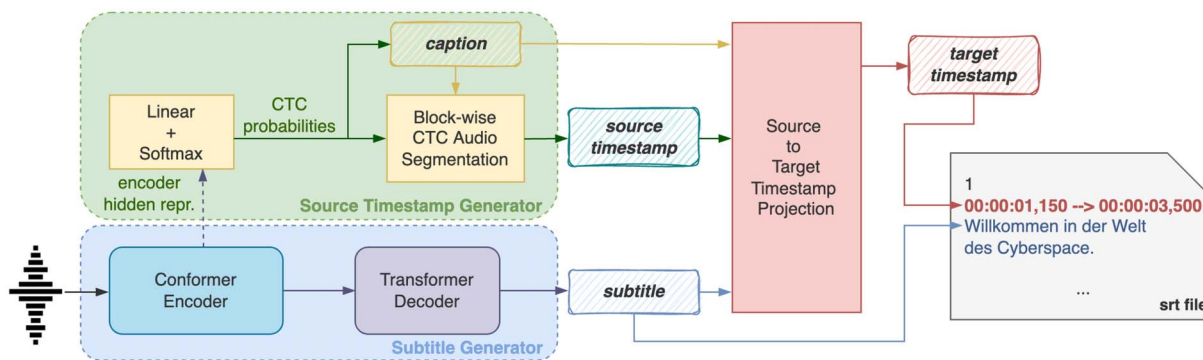 caption
Linear
+
Softmax
CTC
probabilities
Block-wise
CTC Audio
Segmentation
encoder
hidden repr.
Source Timestamp Generator
source
timestamp
Source
to
Target
Timestamp
Projection
target
timestamp
Conformer
Encoder
Transformer
Decoder
Subtitle Generator
subtitle
1
00:00:01,150 --> 00:00:03,500
Willkommen in der Welt
des Cyberspace.
...
srt file